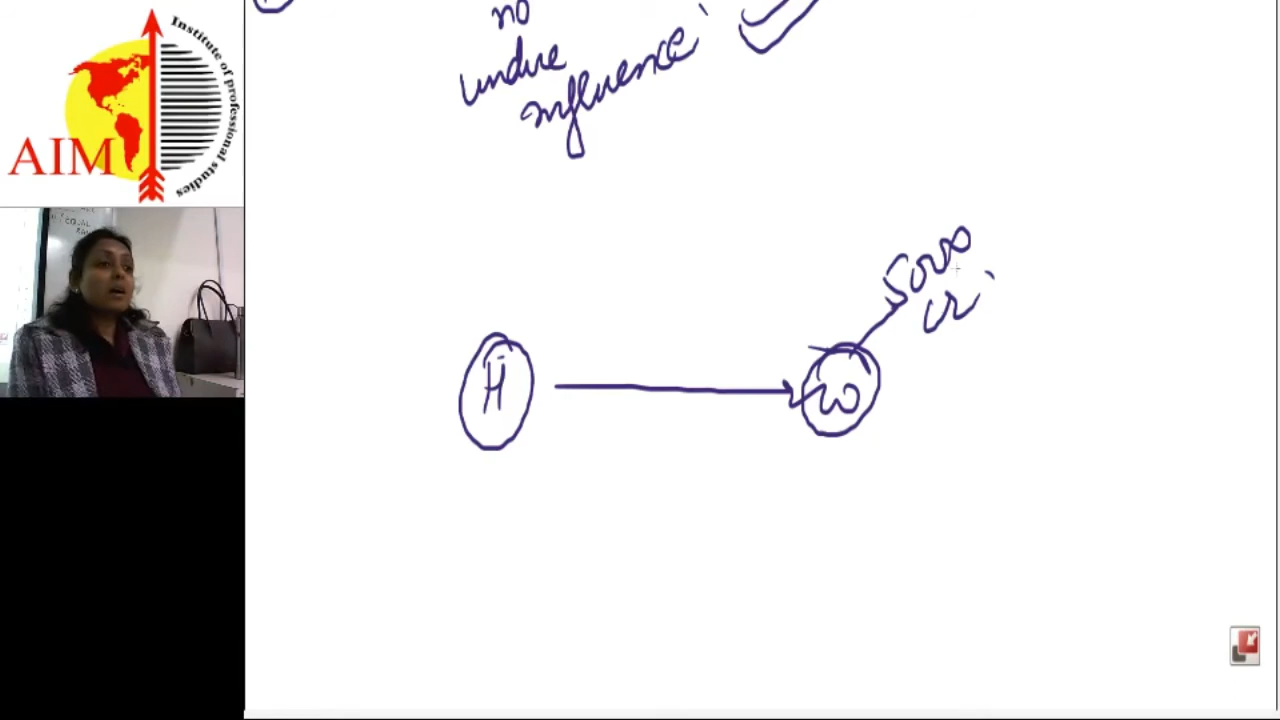 AIM
Institute of professional studies
no
undue
influence
5000
cr
H
W